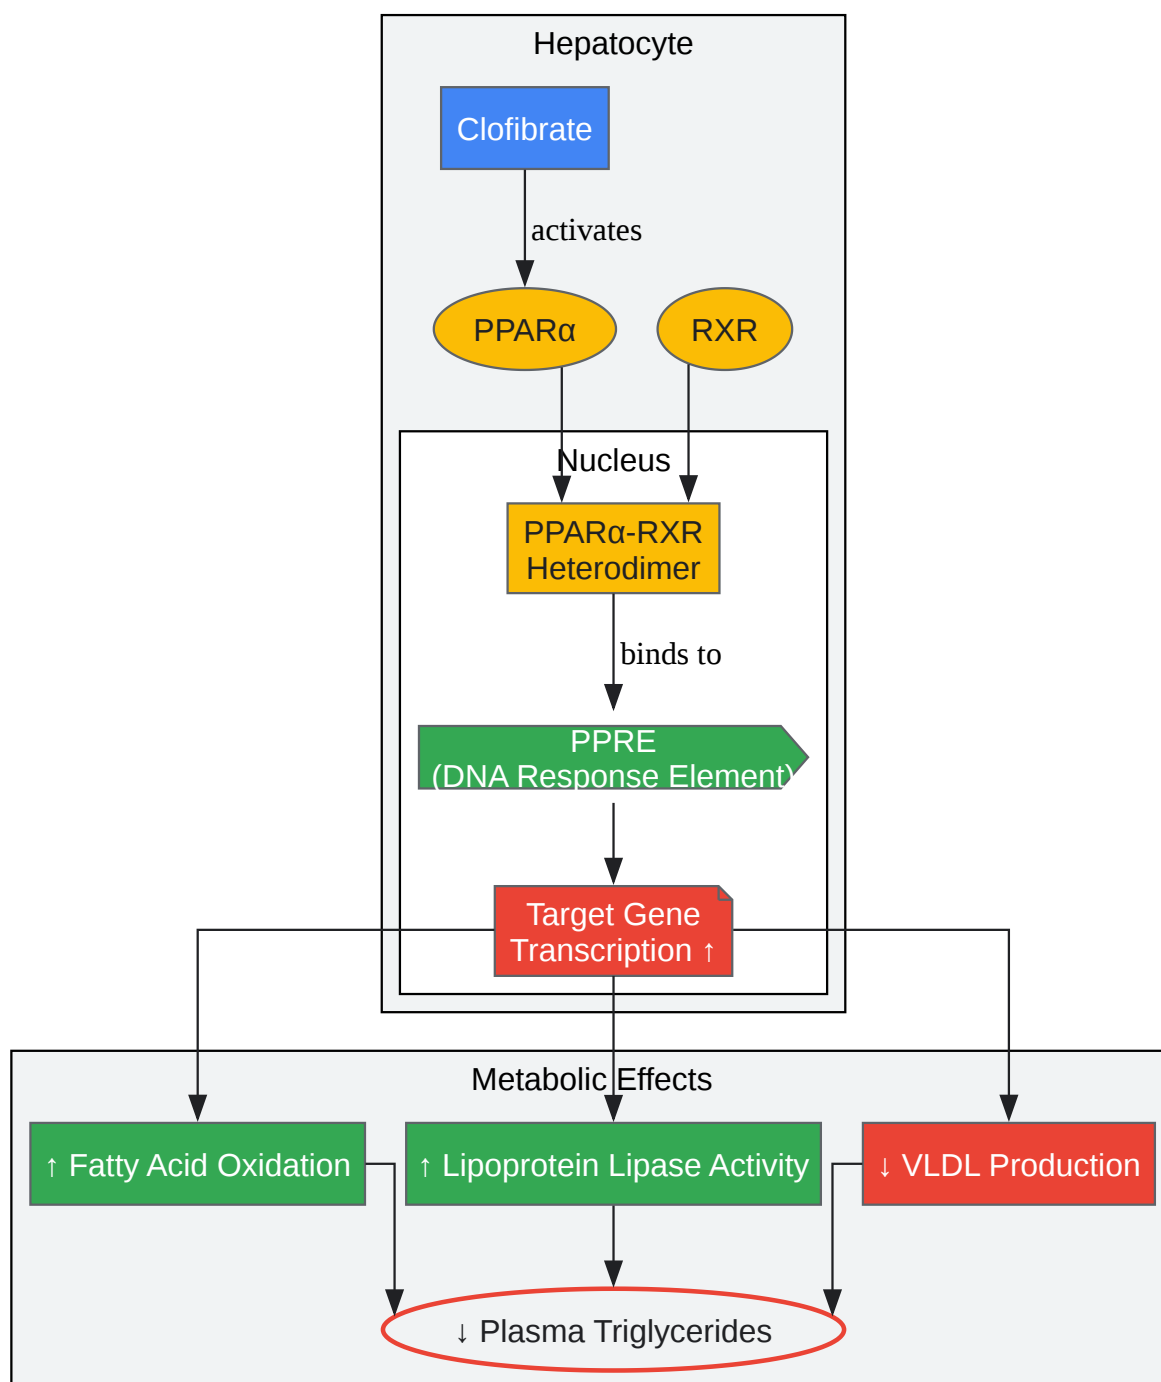 Hepatocyte
Clofibrate
activates
PPARα
RXR
Nucleus
PPARα-RXR
Heterodimer
binds to
PPRE
(DNA Response Element)
Target Gene
Transcription ↑
Metabolic Effects
↑ Fatty Acid Oxidation
↑ Lipoprotein Lipase Activity
↓ VLDL Production
↓ Plasma Triglycerides